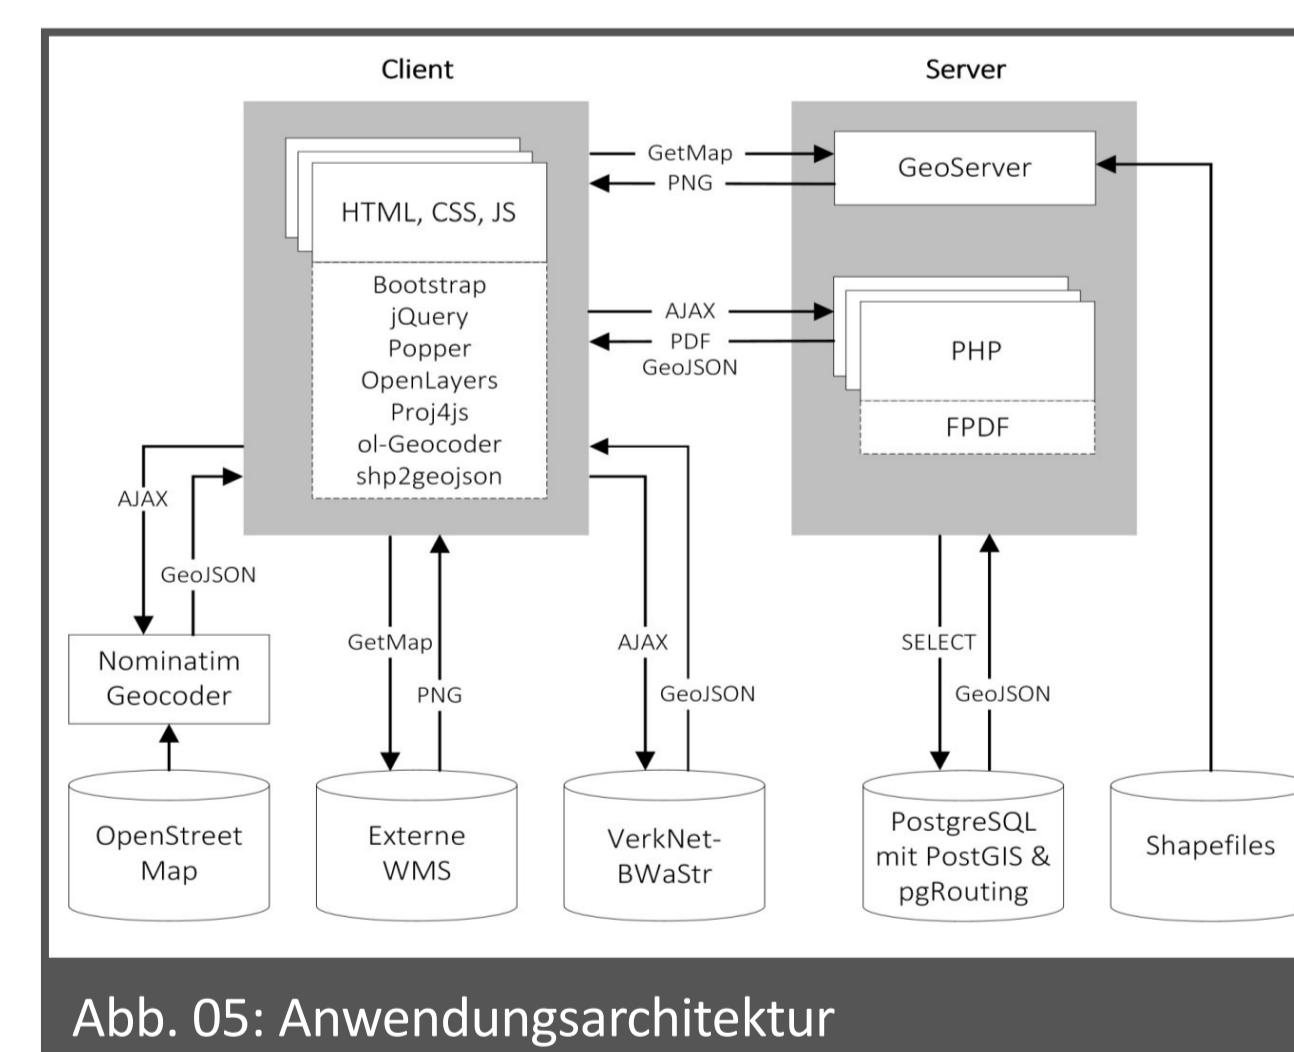 Client
Server
HTML, CSS, JS
Bootstrap
jQuery
Popper
OpenLayers
Proj4js
ol-Geocoder
shp2geojson
GetMap
PNG
AJAX
PDF
GeoJSON
GeoServer
PHP
FPDF
AJAX
GeoJSON
GetMap
PNG
AJAX
GeoJSON
SELECT
GeoJSON
Nominatim
Geocoder
OpenStreet
Map
Externe
WMS
VerkNet-
BWaStr
PostgreSQL
mit PostGIS &
pgRouting
Shapefiles
Abb. 05: Anwendungsarchitektur